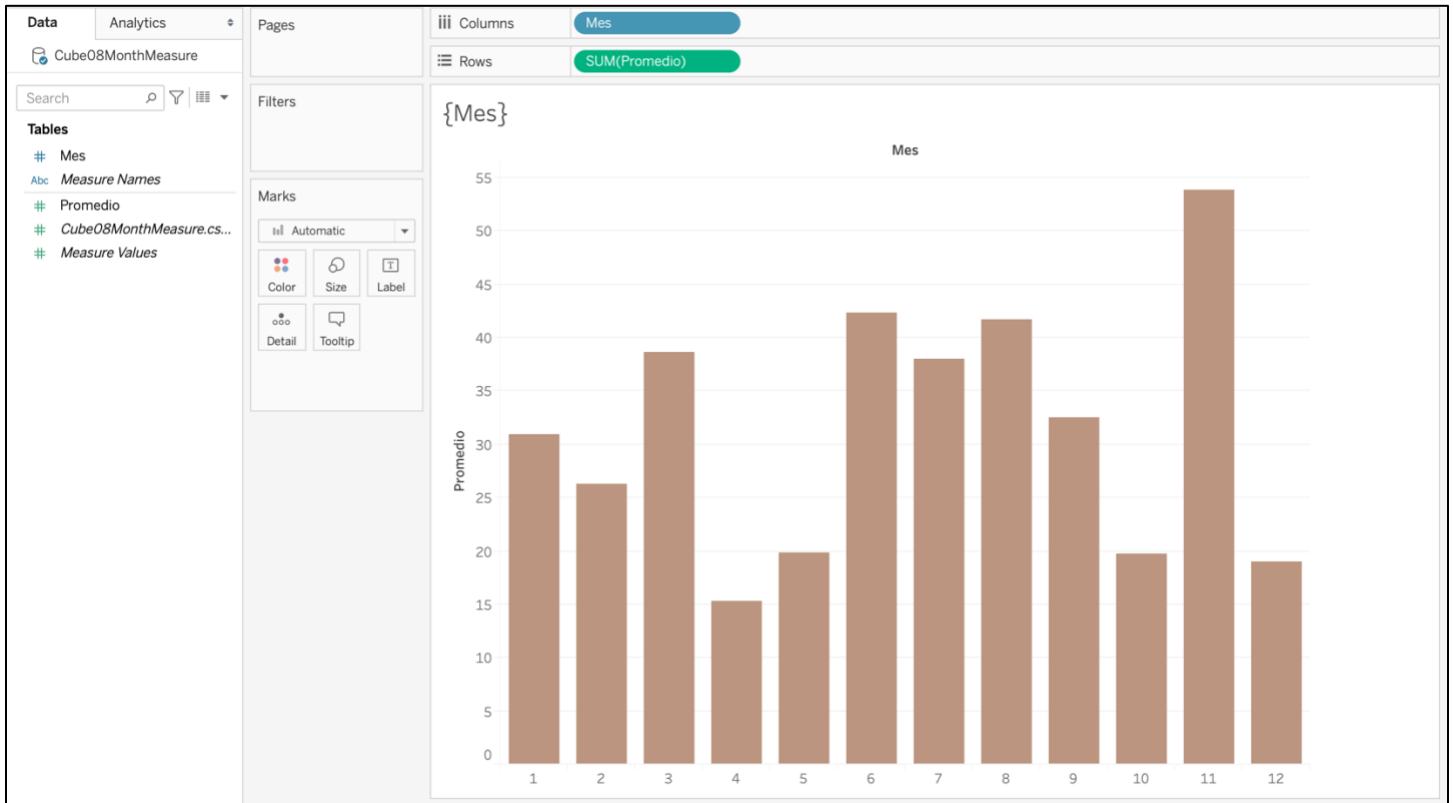 Data
Analytics
Cube08MonthMeasure
Search
Tables
# Mes
Abc Measure Names
# Promedio
# Cube08MonthMeasure.cs...
# Measure Values
Pages
Filters
Marks
Automatic
Color
Size
T
Label
Detail
Tooltip
Columns
Mes
Rows
SUM(Promedio)
{Mes}
Mes
Promedio
55
50
45
40
35
30
25
20
15
10
5
0
1 2 3 4 5 6 7 8 9 10 11 12